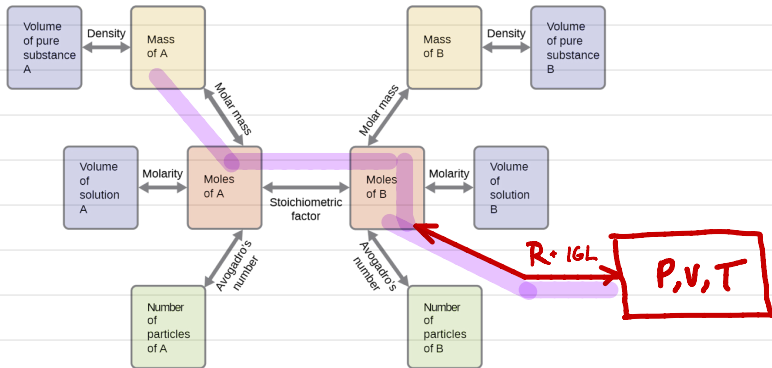 Volume
of pure
substance
A
Density
Mass
of A
Mass
of B
Density
Volume
of pure
substance
B
Molar mass
Molar mass
Volume
of
solution
A
Molarity
Moles
of A
Stoichiometric
factor
Moles
of B
Molarity
Volume
of
solution
B
Avogadro's
number
Avogadro's
number
R + IGL
P, V, T
Number
of
particles
of A
Number
of
particles
of B